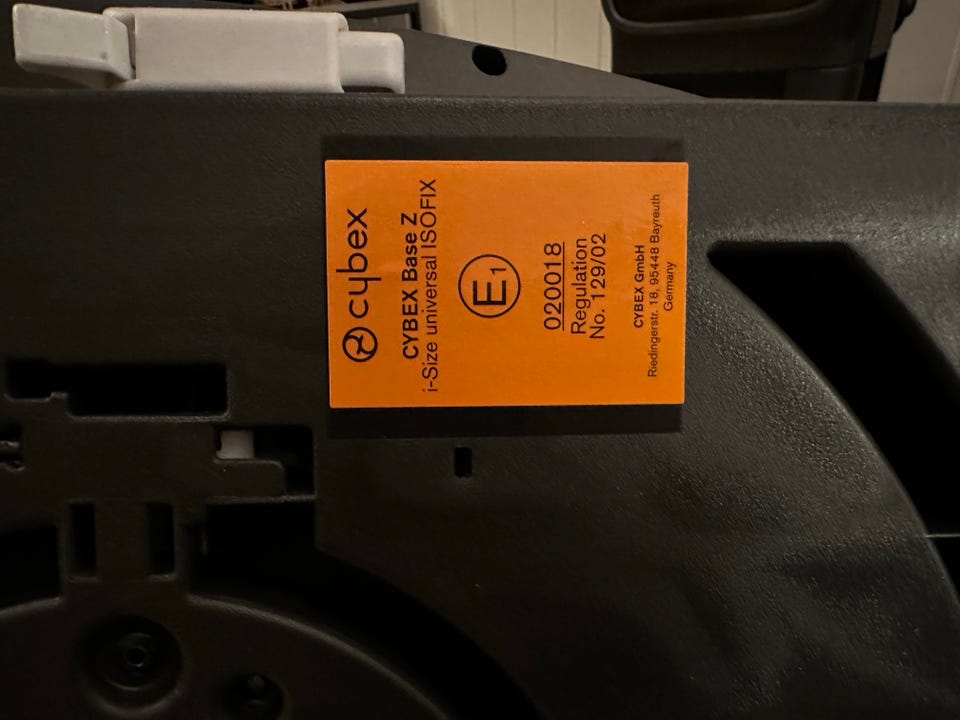 cybex
CYBEX Base Z
i-Size universal ISOFIX
E1
020018
Regulation
No. 129/02
CYBEX GmbH
Riedingerstr. 18, 95448 Bayreuth
Germany